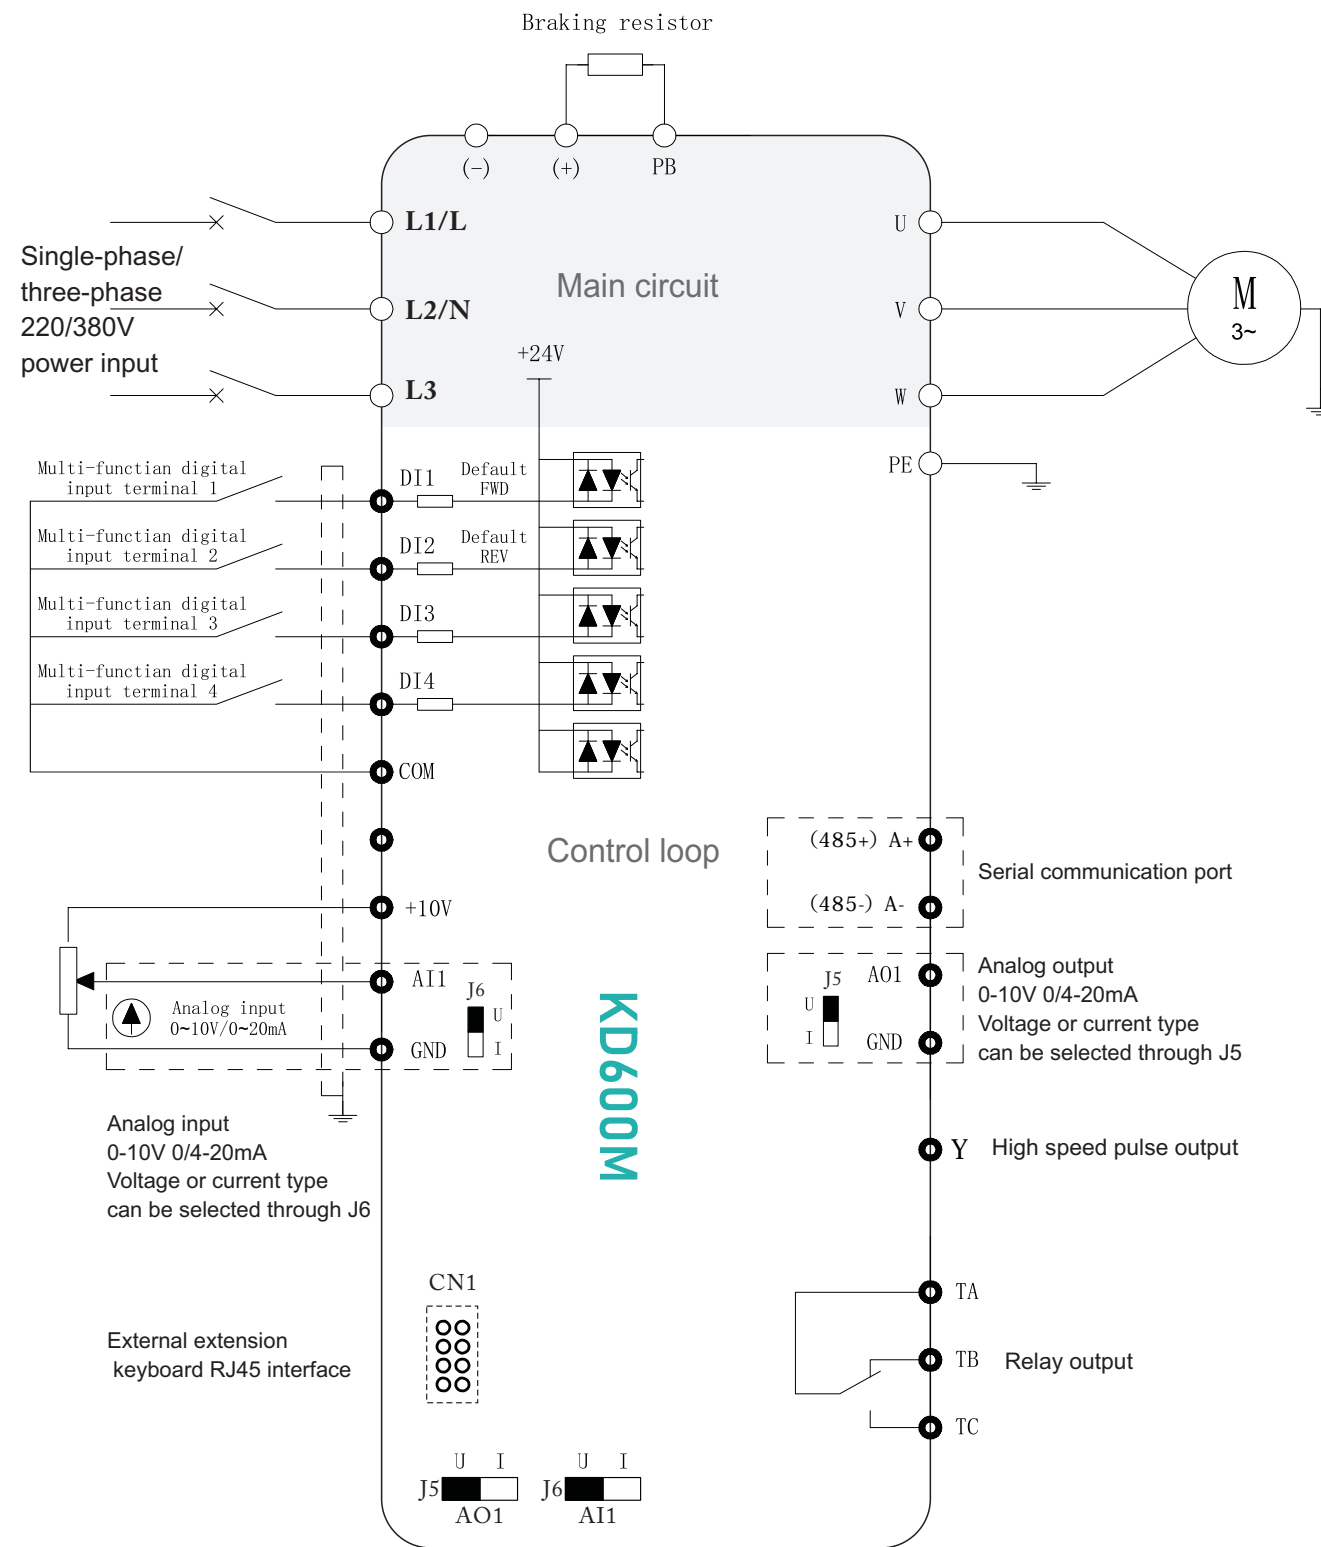 Braking resistor
(-)
(+)
PB
L1/L
U
Single-phase/
three-phase
220/380V
power input
Main circuit
L2/N
V
M
3~
+24V
L3
W
PE
Multi-functian digital
input terminal 1
DI1
Default
FWD
Multi-functian digital
input terminal 2
DI2
Default
REV
Multi-functian digital
input terminal 3
DI3
Multi-functian digital
input terminal 4
DI4
COM
Control loop
(485+) A+
(485-) A-
Serial communication port
+10V
AI1
J6
U
I
GND
Analog input
0~10V/0~20mA
Analog input
0-10V 0/4-20mA
Voltage or current type
can be selected through J6
KD600M
J5
U
I
AO1
GND
Analog output
0-10V 0/4-20mA
Voltage or current type
can be selected through J5
Y High speed pulse output
CN1
External extension
keyboard RJ45 interface
TA
TB Relay output
TC
U I
J5
AO1
U I
J6
AI1